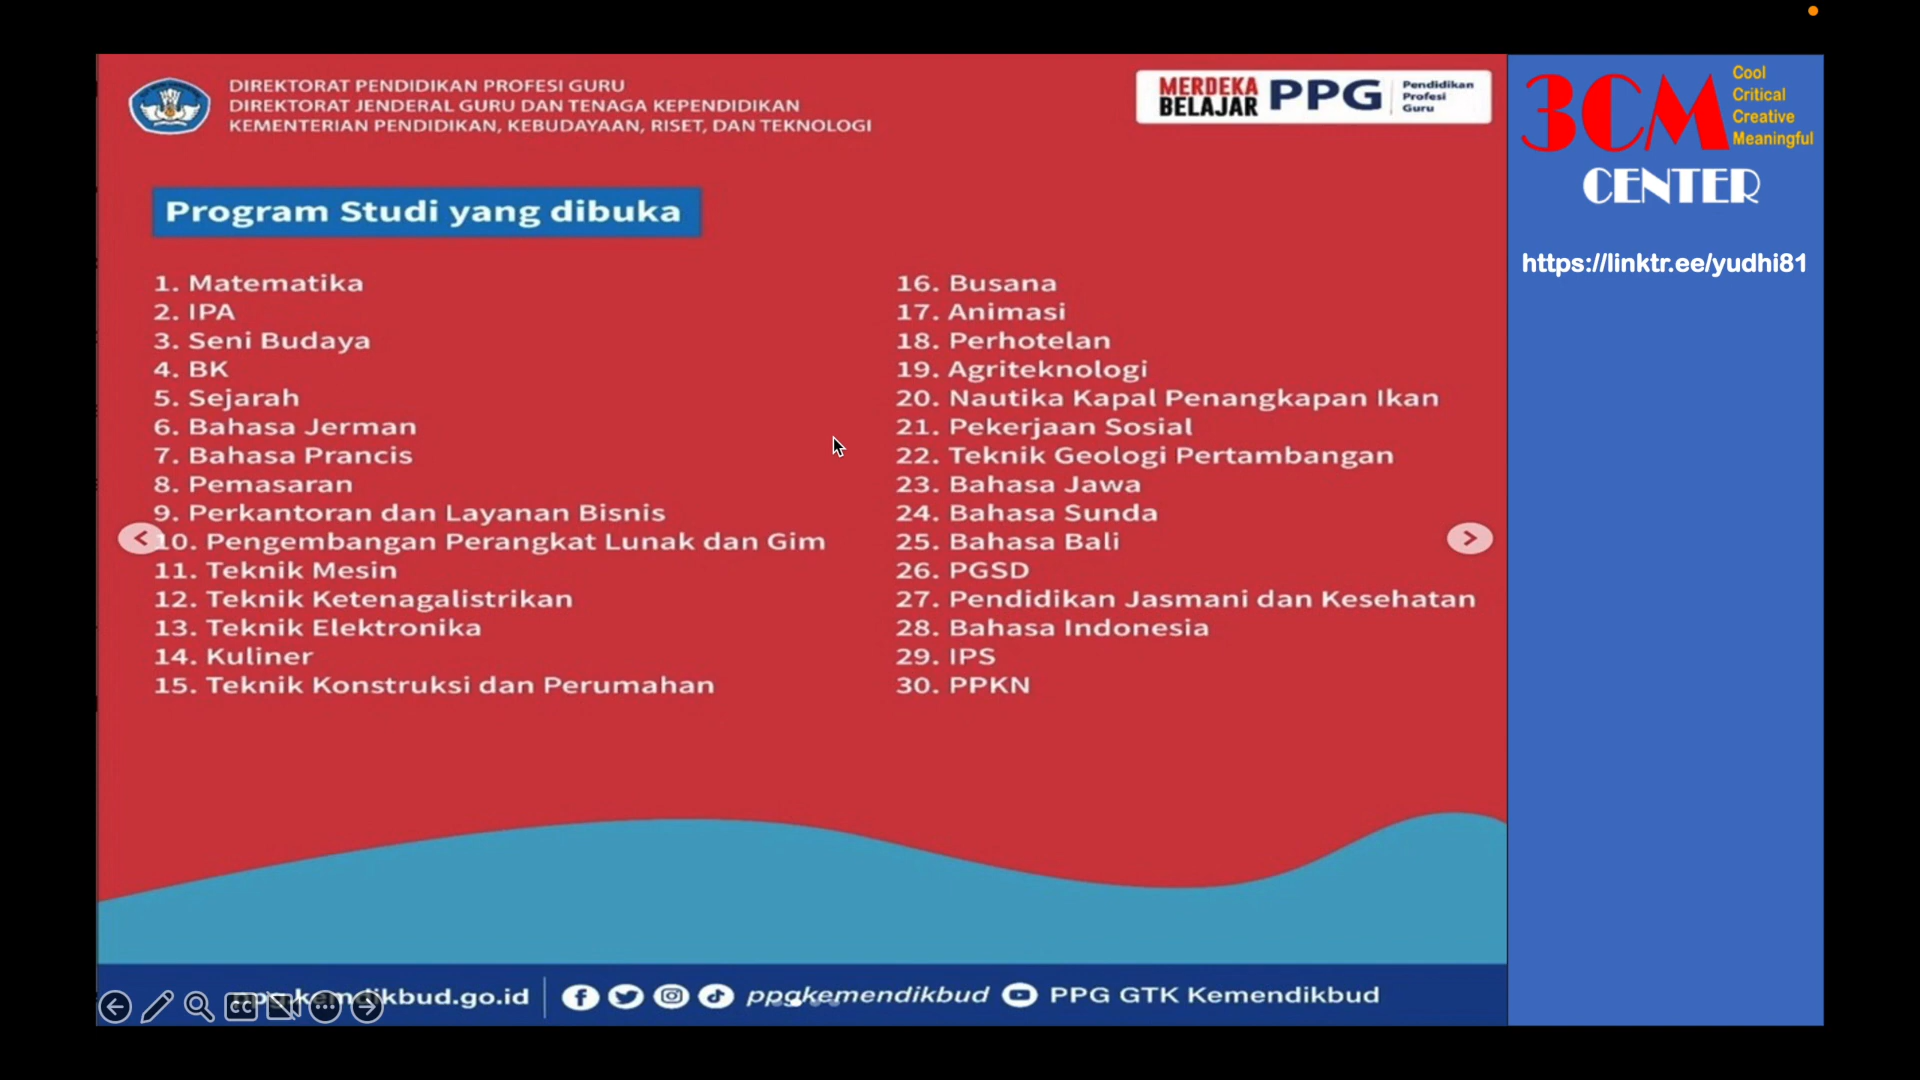 DIREKTORAT PENDIDIKAN PROFESI GURU
DIREKTORAT JENDERAL GURU DAN TENAGA KEPENDIDIKAN
KEMENTERIAN PENDIDIKAN, KEBUDAYAAN, RISET, DAN TEKNOLOGI
MERDEKA
BELAJAR
PPG
Pendidikan
Profesi
Guru
3CM
Cool
Critical
Creative
Meaningful
CENTER
https://linktr.ee/yudhi81
Program Studi yang dibuka
1. Matematika
2. IPA
3. Seni Budaya
4. BK
5. Sejarah
6. Bahasa Jerman
7. Bahasa Prancis
8. Pemasaran
9. Perkantoran dan Layanan Bisnis
10. Pengembangan Perangkat Lunak dan Gim
11. Teknik Mesin
12. Teknik Ketenagalistrikan
13. Teknik Elektronika
14. Kuliner
15. Teknik Konstruksi dan Perumahan
16. Busana
17. Animasi
18. Perhotelan
19. Agriteknologi
20. Nautika Kapal Penangkapan Ikan
21. Pekerjaan Sosial
22. Teknik Geologi Pertambangan
23. Bahasa Jawa
24. Bahasa Sunda
25. Bahasa Bali
26. PGSD
27. Pendidikan Jasmani dan Kesehatan
28. Bahasa Indonesia
29. IPS
30. PPKN
CC
ppg.kemdikbud.go.id
ppgkemendikbud
PPG GTK Kemendikbud